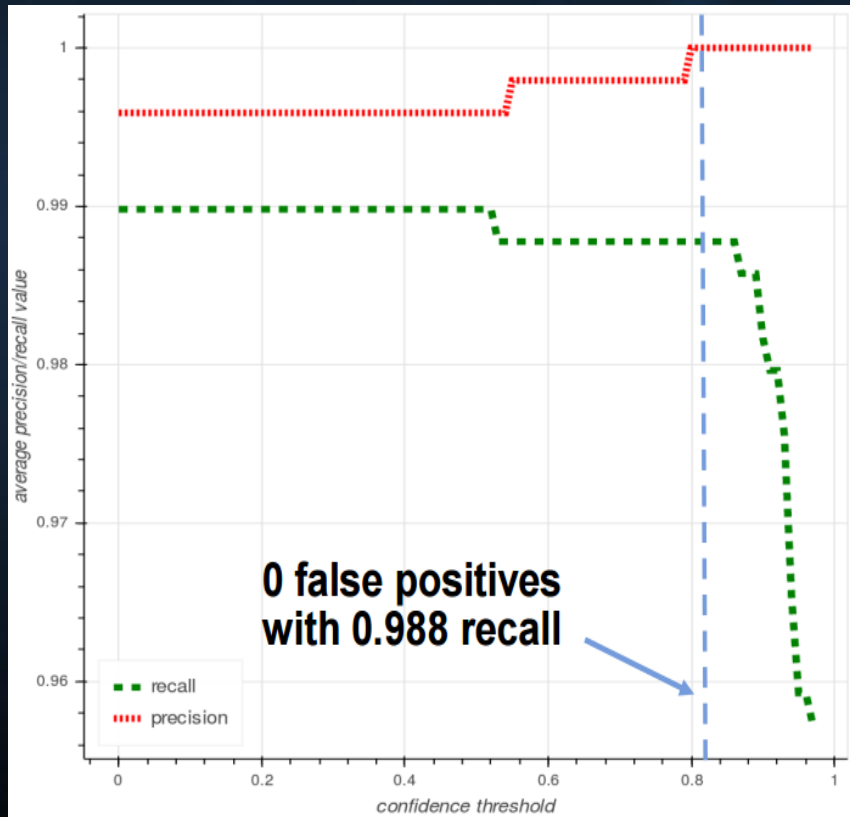 1
0.99
0.98
0.97
0.96
average precision/recall value
0 false positives
with 0.988 recall
recall
precision
0
0.2
0.4
0.6
0.8
1
confidence threshold